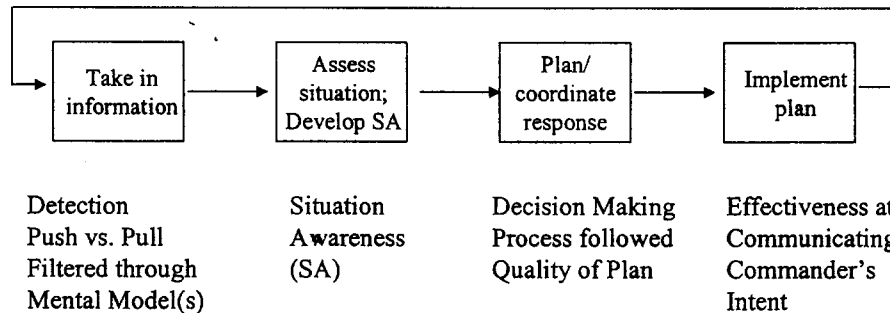 Take in
information
Assess
situation;
Develop SA
Plan/
coordinate
response
Implement
plan
Detection
Push vs. Pull
Filtered through
Mental Model(s)
Situation
Awareness
(SA)
Decision Making
Process followed
Quality of Plan
Effectiveness at
Communicating
Commander's
Intent